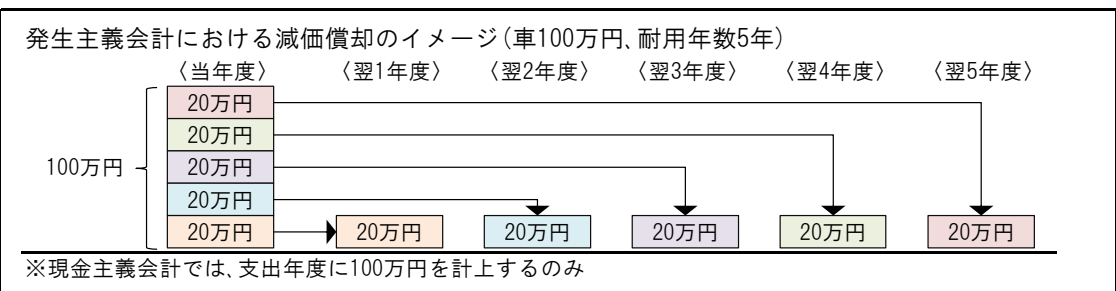 発生主義会計における減価償却のイメージ(車100万円、耐用年数5年)
〈当年度〉 〈翌1年度〉 〈翌2年度〉 〈翌3年度〉 〈翌4年度〉 〈翌5年度〉
20万円
20万円
100万円 20万円
20万円
20万円 20万円 20万円 20万円 20万円 20万円
※現金主義会計では、支出年度に100万円を計上するのみ